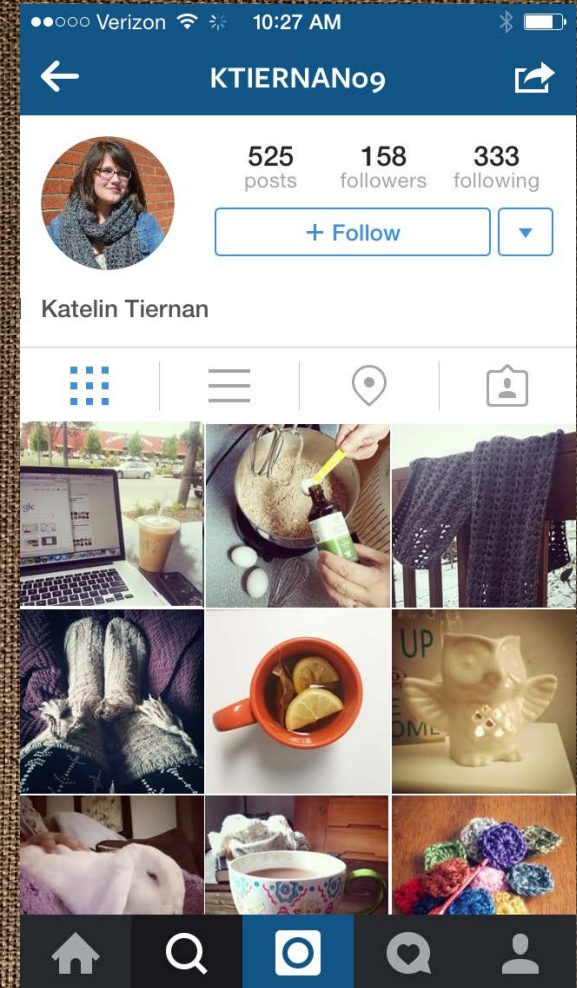 Verizon 10:27 AM
KTIERNAN09
525 158 333
posts followers following
+ Follow
Katelin Tiernan
UP